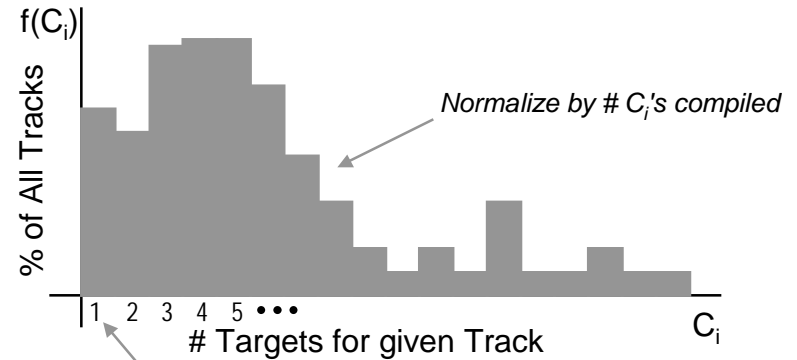 f(Cᵢ)
% of All Tracks
Normalize by # Cᵢ's compiled
1 2 3 4 5 •••
# Targets for given Track
Cᵢ